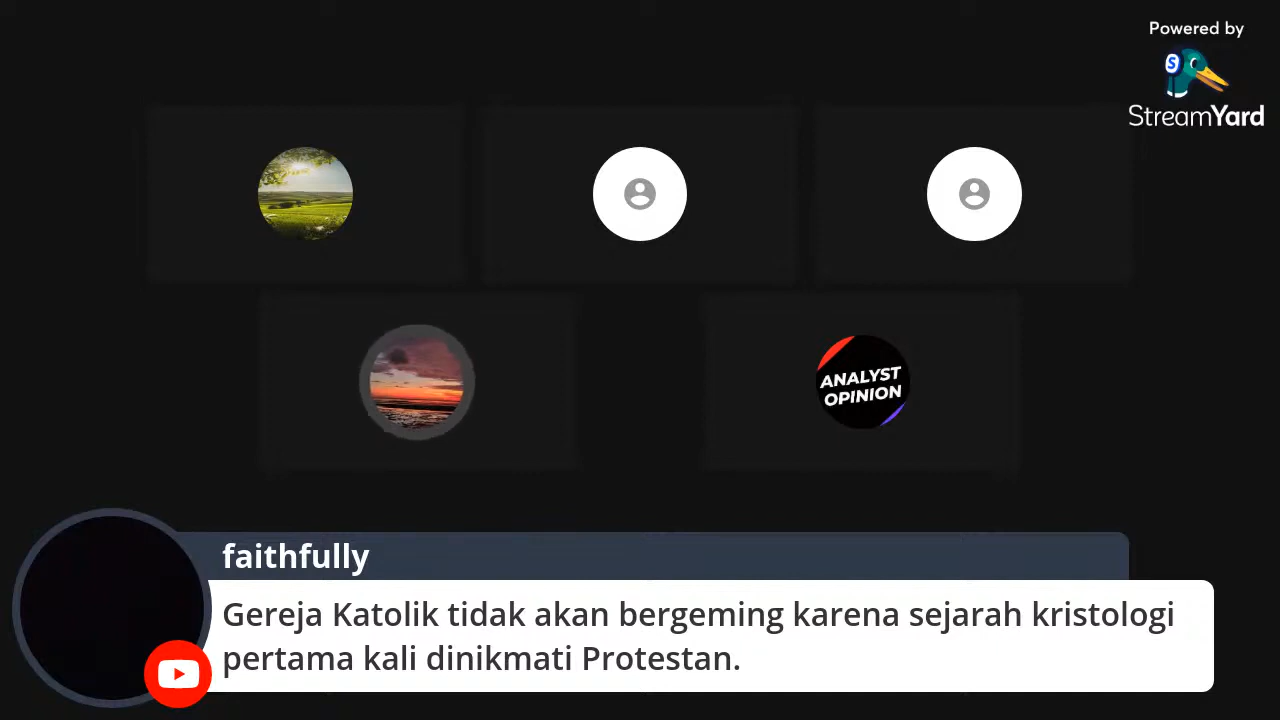 Powered by
S
StreamYard
ANALYST
OPINION
faithfully
Gereja Katolik tidak akan bergeming karena sejarah kristologi
pertama kali dinikmati Protestan.